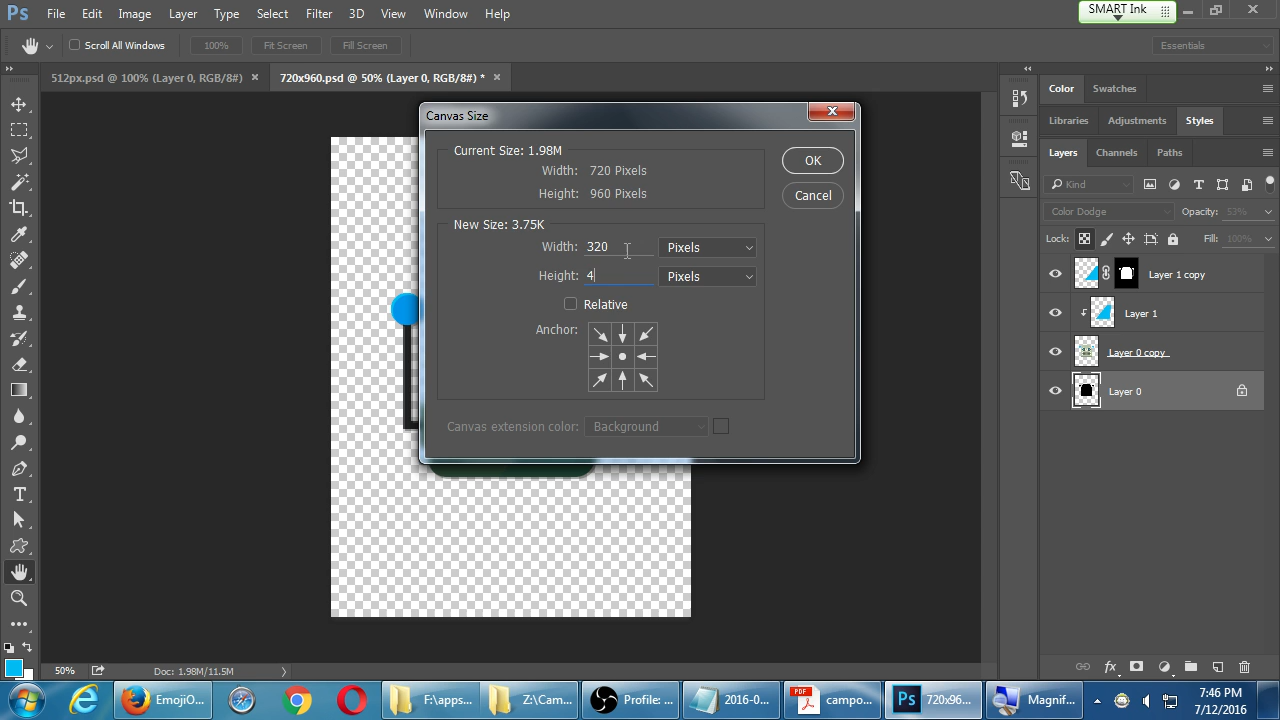 Ps File Edit Image Layer Type Select Filter 3D View Window Help SMART Ink
Scroll All Windows 100% Fit Screen Fill Screen Essentials
512px.psd @ 100% (Layer 0, RGB/8#) × 720x960.psd @ 50% (Layer 0, RGB/8#) * ×
Canvas Size
Current Size: 1.98M
Width: 720 Pixels
Height: 960 Pixels
OK
Cancel
New Size: 3.75K
Width: 320 Pixels
Height: 4 Pixels
Relative
Anchor:
Canvas extension color: Background
Color Swatches
Libraries Adjustments Styles
Layers Channels Paths
Kind
Color Dodge Opacity: 53%
Lock: Fill: 100%
Layer 1 copy
Layer 1
Layer 0 copy
Layer 0
fx
50% Doc: 1.98M/11.5M
EmojiO... F:\apps... Z:\Cam... Profile: ... 2016-0... PDF campo... Ps 720x96... Magnif...
7:46 PM
7/12/2016